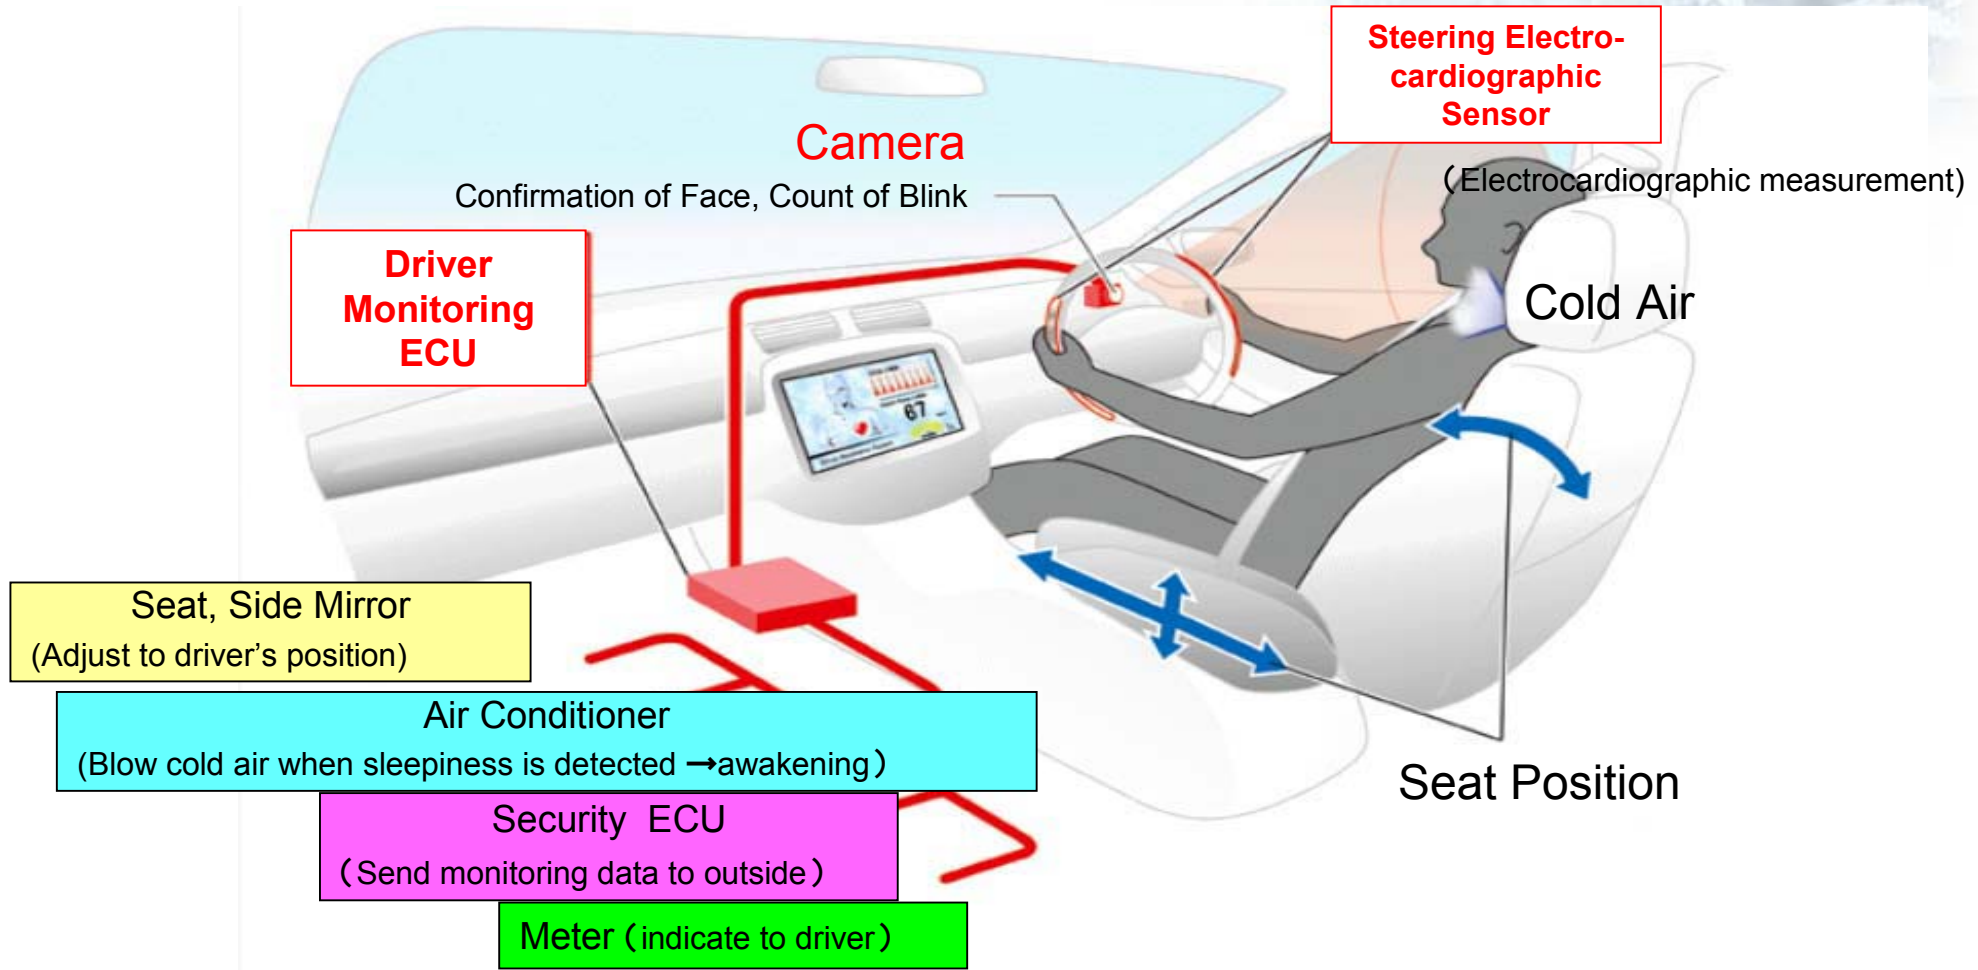 Steering Electro-
cardiographic
Sensor
Camera
(Electrocardiographic measurement)
Confirmation of Face, Count of Blink
Driver
Monitoring
ECU
Cold Air
67
Seat, Side Mirror
(Adjust to driver’s position)
Air Conditioner
(Blow cold air when sleepiness is detected →awakening)
Seat Position
Security ECU
(Send monitoring data to outside)
Meter (indicate to driver)